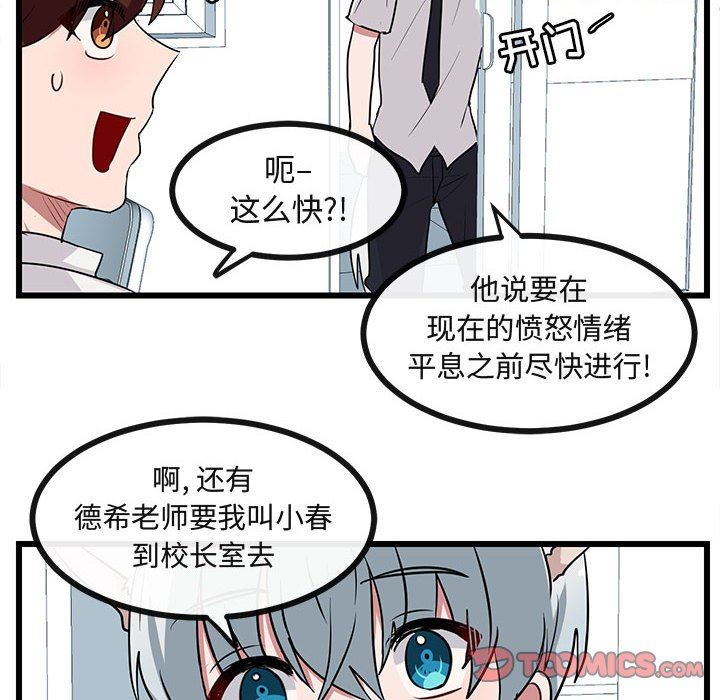 开门
呃–
这么快?!
他说要在
现在的愤怒情绪
平息之前尽快进行!
啊, 还有
德希老师要我叫小春
到校长室去
TOOMICS.COM